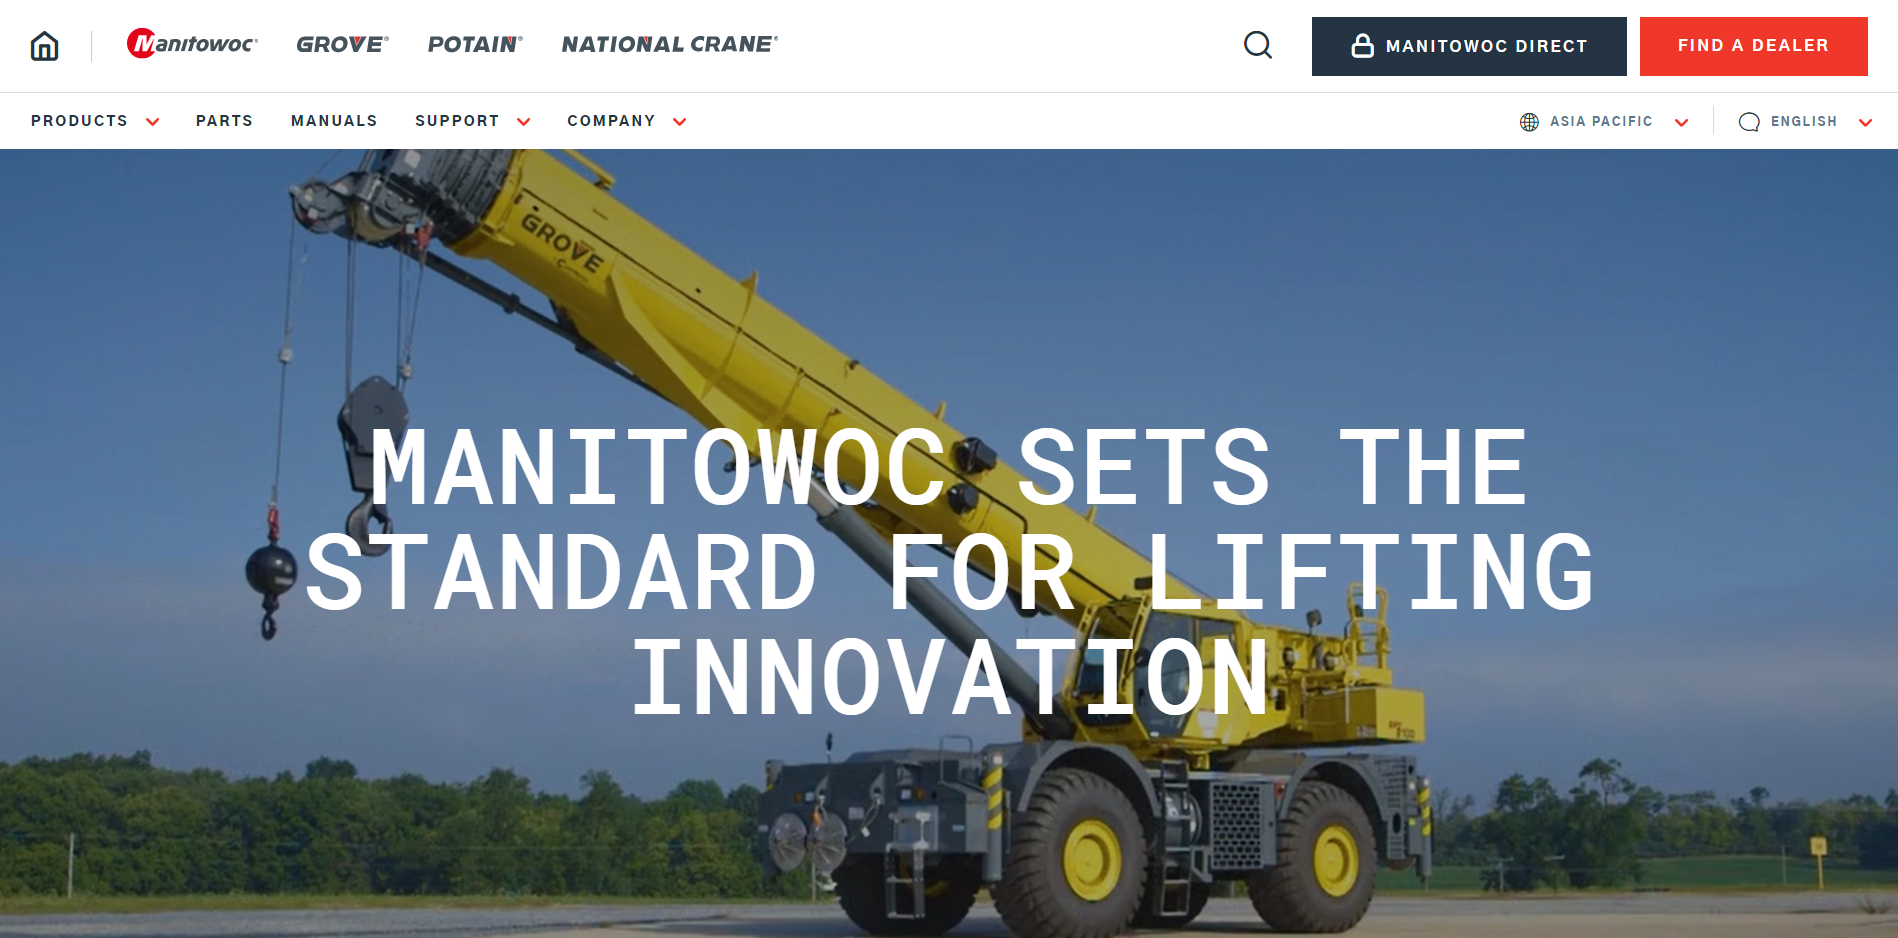 Manitowoc
GROVE
POTAIN
NATIONAL CRANE
MANITOWOC DIRECT
FIND A DEALER
PRODUCTS
PARTS
MANUALS
SUPPORT
COMPANY
ASIA PACIFIC
ENGLISH
GROVE
MANITOWOC SETS THE
STANDARD FOR LIFTING
INNOVATION